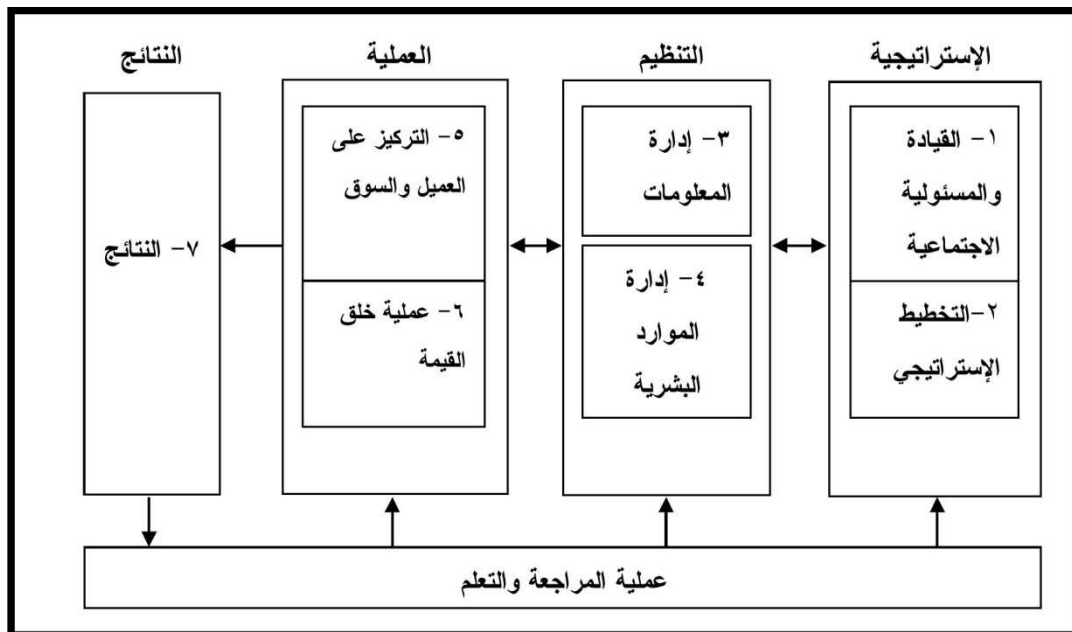 الإستراتيجية
التنظيم
العملية
النتائج
١- القيادة
والمسئولية
الاجتماعية
٢-التخطيط
الإستراتيجي
٣- إدارة
المعلومات
٤- إدارة
الموارد
البشرية
٥- التركيز على
العميل والسوق
٦- عملية خلق
القيمة
٧- النتائج
عملية المراجعة والتعلم